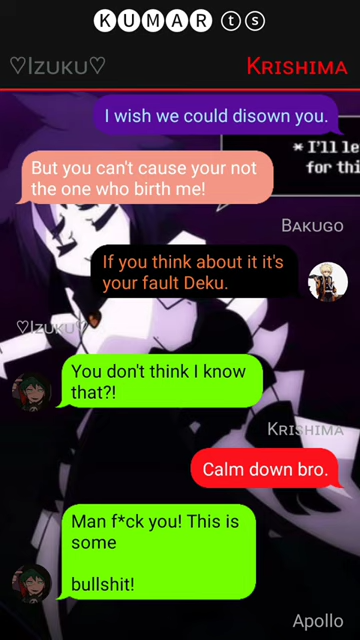 KUMAR ts
♡Izuku♡
Krishima
I wish we could disown you.
* I'll le
for thi
But you can't cause your not
the one who birth me!
Bakugo
If you think about it it's
your fault Deku.
♡Izuku♡
You don't think I know
that?!
Krishima
Calm down bro.
Man f*ck you! This is
some
bullshit!
Apollo